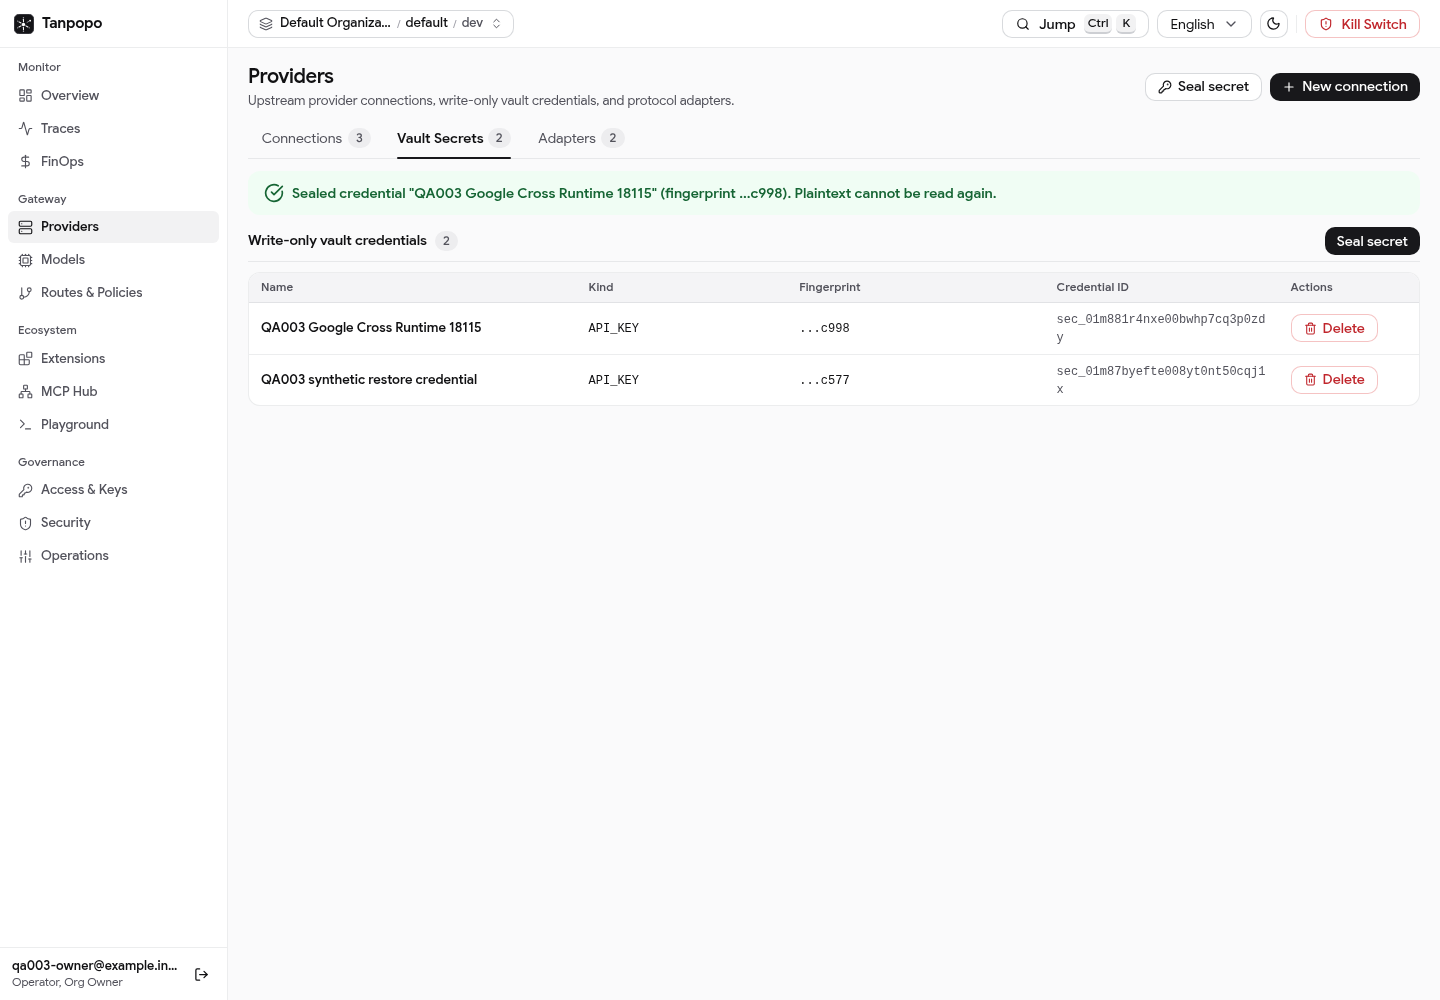 Tanpopo
Default Organiza... / default / dev
Jump Ctrl K
English
Kill Switch
Monitor
Overview
Traces
FinOps
Gateway
Providers
Models
Routes & Policies
Ecosystem
Extensions
MCP Hub
Playground
Governance
Access & Keys
Security
Operations
qa003-owner@example.in...
Operator, Org Owner
Providers
Upstream provider connections, write-only vault credentials, and protocol adapters.
Seal secret
New connection
Connections 3
Vault Secrets 2
Adapters 2
Sealed credential "QA003 Google Cross Runtime 18115" (fingerprint ...c998). Plaintext cannot be read again.
Write-only vault credentials 2
Seal secret
Name Kind Fingerprint Credential ID Actions
QA003 Google Cross Runtime 18115 API_KEY ...c998 sec_01m881r4nxe00bwhp7cq3p0zd
y
Delete
QA003 synthetic restore credential API_KEY ...c577 sec_01m87byefte008yt0nt50cqj1
x
Delete